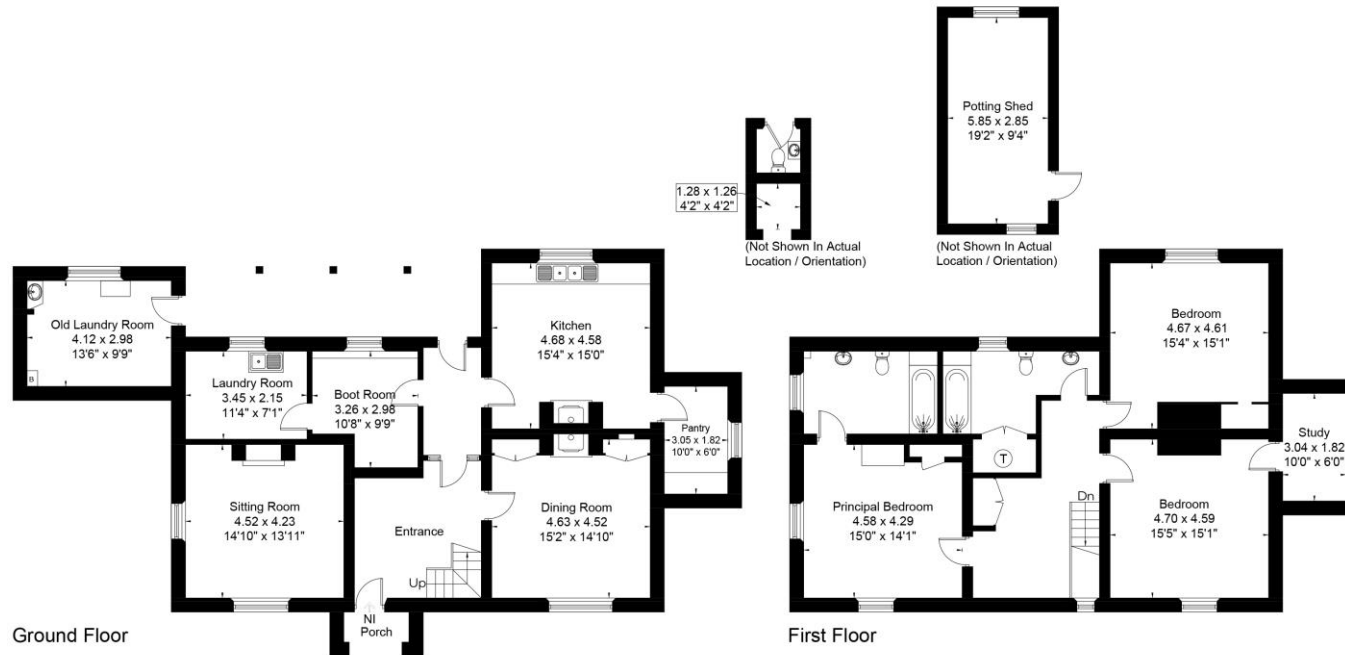 Potting Shed
5.85 x 2.85
19'2" x 9'4"
(Not Shown In Actual
Location / Orientation)
1.28 x 1.26
4'2" x 4'2"
(Not Shown In Actual
Location / Orientation)
Old Laundry Room
4.12 x 2.98
13'6" x 9'9"
B
Laundry Room
3.45 x 2.15
11'4" x 7'1"
Boot Room
3.26 x 2.98
10'8" x 9'9"
Kitchen
4.68 x 4.58
15'4" x 15'0"
Pantry
3.05 x 1.82
10'0" x 6'0"
Sitting Room
4.52 x 4.23
14'10" x 13'11"
Entrance
Up
Dining Room
4.63 x 4.52
15'2" x 14'10"
NI
Porch
Ground Floor
Bedroom
4.67 x 4.61
15'4" x 15'1"
Study
3.04 x 1.82
10'0" x 6'0"
T
Principal Bedroom
4.58 x 4.29
15'0" x 14'1"
Dn
Bedroom
4.70 x 4.59
15'5" x 15'1"
First Floor